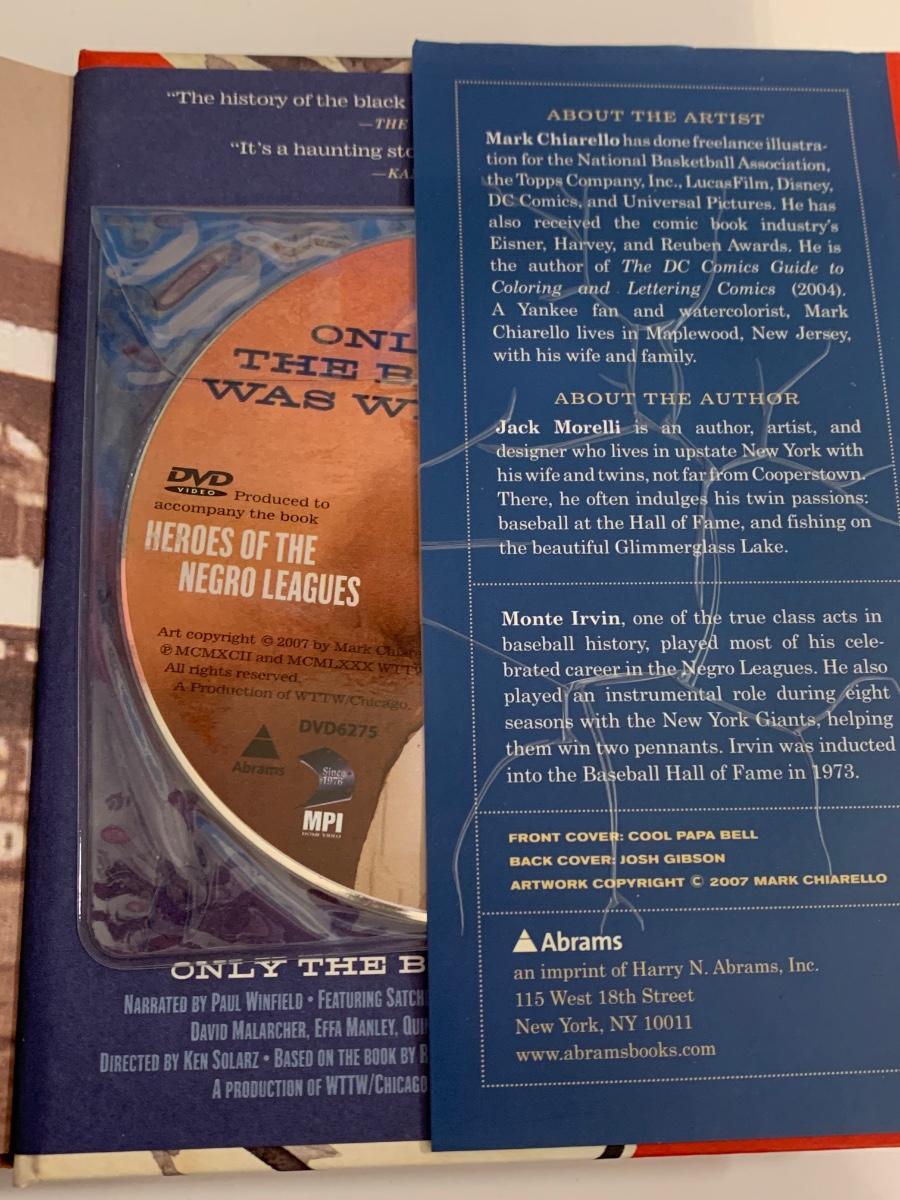 “The history of the black
—THE
“It's a haunting sto
—KA
ONL
THE B
WAS W
DVD
VIDEO
Produced to
accompany the book
HEROES OF THE
NEGRO LEAGUES
Art copyright © 2007 by Mark Chiare
℗ MCMXCII and MCMLXXX WTTW
All rights reserved.
A Production of WTTW/Chicago.
DVD6275
Abrams
Since
1976
MPI
HOME VIDEO
ONLY THE B
NARRATED BY PAUL WINFIELD • FEATURING SATCH
DAVID MALARCHER, EFFA MANLEY, QUI
DIRECTED BY KEN SOLARZ • BASED ON THE BOOK BY R
A PRODUCTION OF WTTW/CHICAGO
ABOUT THE ARTIST
Mark Chiarello has done freelance illustra-
tion for the National Basketball Association,
the Topps Company, Inc., LucasFilm, Disney,
DC Comics, and Universal Pictures. He has
also received the comic book industry's
Eisner, Harvey, and Reuben Awards. He is
the author of The DC Comics Guide to
Coloring and Lettering Comics (2004).
A Yankee fan and watercolorist, Mark
Chiarello lives in Maplewood, New Jersey,
with his wife and family.
ABOUT THE AUTHOR
Jack Morelli is an author, artist, and
designer who lives in upstate New York with
his wife and twins, not far from Cooperstown.
There, he often indulges his twin passions:
baseball at the Hall of Fame, and fishing on
the beautiful Glimmerglass Lake.
Monte Irvin, one of the true class acts in
baseball history, played most of his cele-
brated career in the Negro Leagues. He also
played an instrumental role during eight
seasons with the New York Giants, helping
them win two pennants. Irvin was inducted
into the Baseball Hall of Fame in 1973.
FRONT COVER: COOL PAPA BELL
BACK COVER: JOSH GIBSON
ARTWORK COPYRIGHT © 2007 MARK CHIARELLO
Abrams
an imprint of Harry N. Abrams, Inc.
115 West 18th Street
New York, NY 10011
www.abramsbooks.com